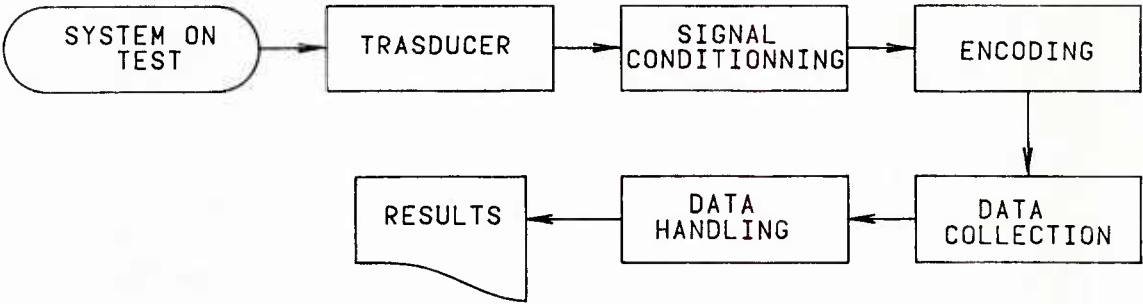 SYSTEM ON
TEST
TRASDUCER
SIGNAL
CONDITIONNING
ENCODING
DATA
COLLECTION
DATA
HANDLING
RESULTS